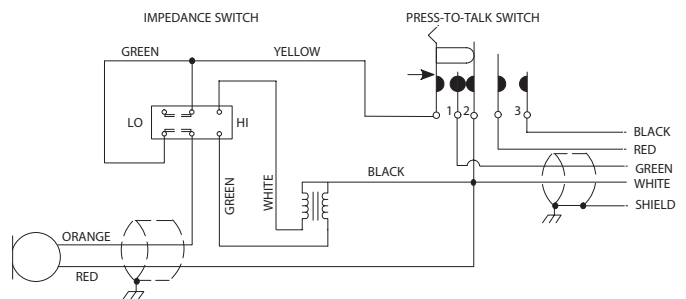 IMPEDANCE SWITCH
PRESS-TO-TALK SWITCH
GREEN
YELLOW
LO
HI
1
2
3
BLACK
RED
GREEN
WHITE
SHIELD
BLACK
GREEN
WHITE
ORANGE
RED